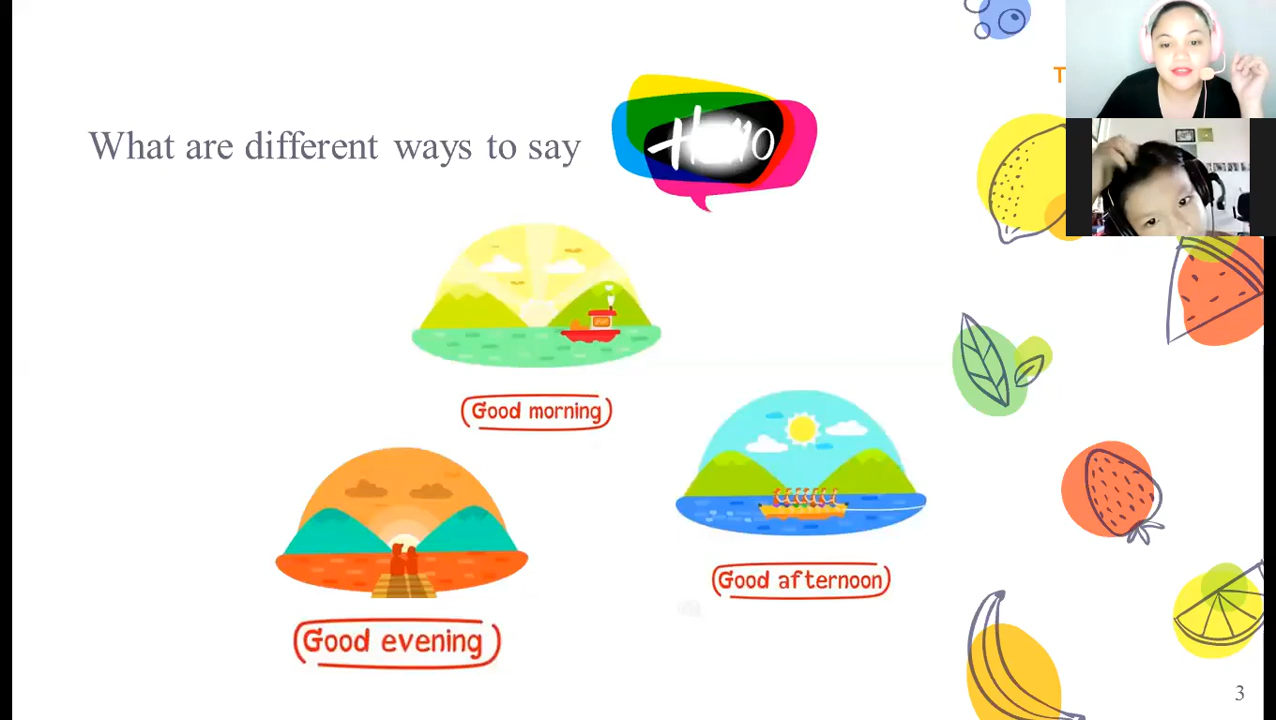 What are different ways to say
Hello
T
Good morning
Good afternoon
Good evening
3